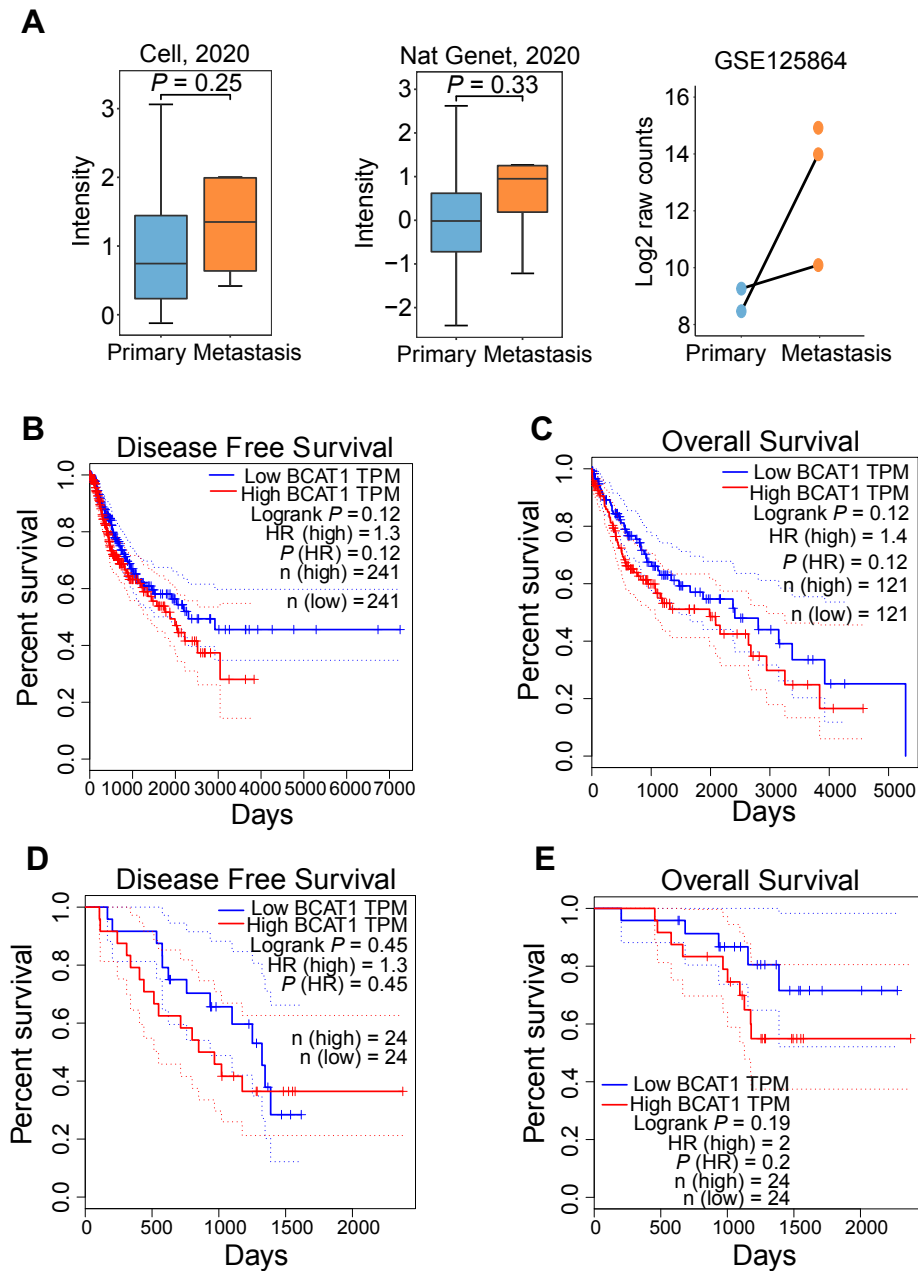 A
Cell, 2020
P = 0.25
Intensity
3
2
1
0
Primary Metastasis
Nat Genet, 2020
P = 0.33
Intensity
3
2
1
0
−1
−2
Primary Metastasis
GSE125864
Log2 raw counts
16
14
12
10
8
Primary Metastasis
B
Disease Free Survival
Low BCAT1 TPM
High BCAT1 TPM
Logrank P = 0.12
HR (high) = 1.3
P (HR) = 0.12
n (high) = 241
n (low) = 241
Percent survival
1.0
0.8
0.6
0.4
0.2
0.0
0 1000 2000 3000 4000 5000 6000 7000
Days
C
Overall Survival
Low BCAT1 TPM
High BCAT1 TPM
Logrank P = 0.12
HR (high) = 1.4
P (HR) = 0.12
n (high) = 121
n (low) = 121
Percent survival
1.0
0.8
0.6
0.4
0.2
0.0
0 1000 2000 3000 4000 5000
Days
D
Disease Free Survival
Low BCAT1 TPM
High BCAT1 TPM
Logrank P = 0.45
HR (high) = 1.3
P (HR) = 0.45
n (high) = 24
n (low) = 24
Percent survival
1.0
0.8
0.6
0.4
0.2
0.0
0 500 1000 1500 2000
Days
E
Overall Survival
Low BCAT1 TPM
High BCAT1 TPM
Logrank P = 0.19
HR (high) = 2
P (HR) = 0.2
n (high) = 24
n (low) = 24
Percent survival
1.0
0.8
0.6
0.4
0.2
0.0
0 500 1000 1500 2000
Days